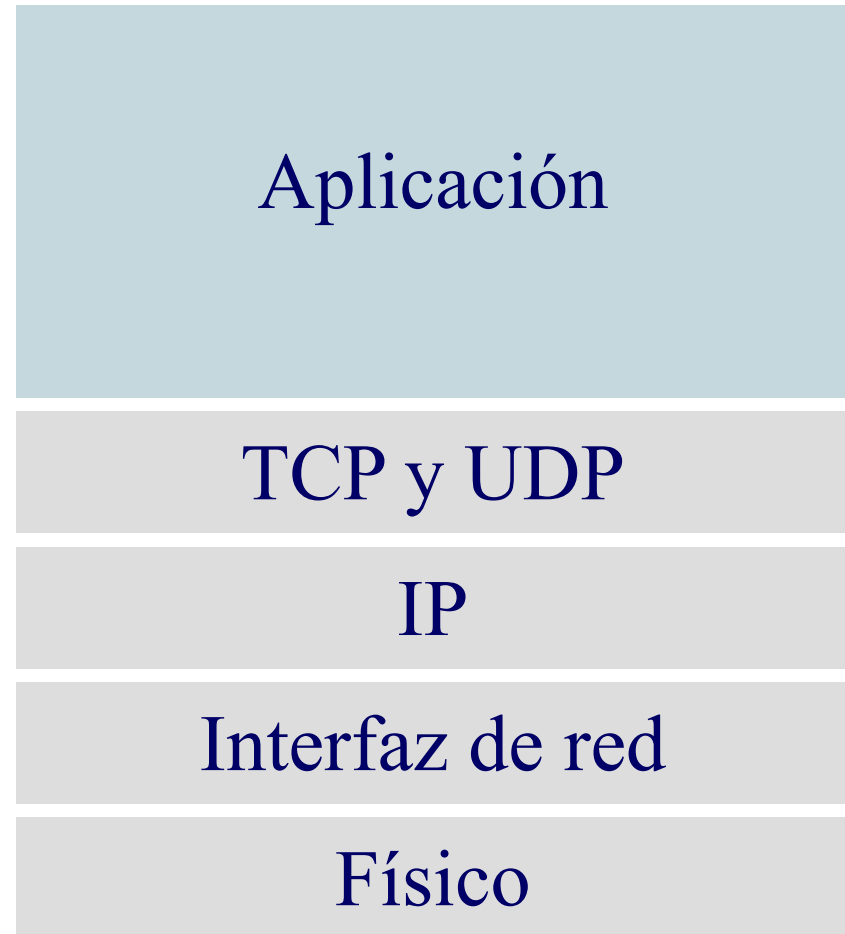 Aplicación
TCP y UDP
IP
Interfaz de red
Físico